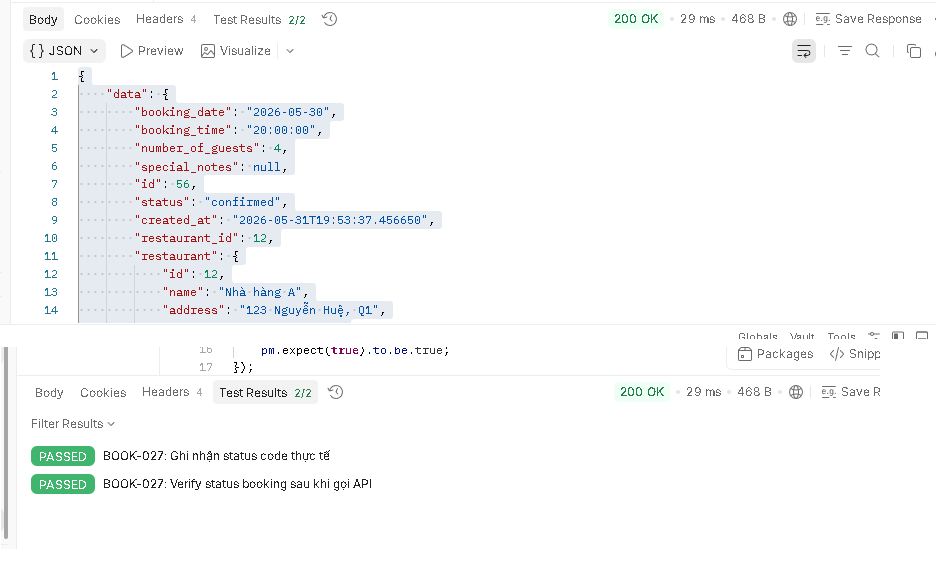 Body Cookies Headers 4 Test Results 2/2 200 OK 29 ms 468 B e.g. Save Response
{ } JSON Preview Visualize
1 {
2 "data": {
3 "booking_date": "2026-05-30",
4 "booking_time": "20:00:00",
5 "number_of_guests": 4,
6 "special_notes": null,
7 "id": 56,
8 "status": "confirmed",
9 "created_at": "2026-05-31T19:53:37.456650",
10 "restaurant_id": 12,
11 "restaurant": {
12 "id": 12,
13 "name": "Nhà hàng A",
14 "address": "123 Nguyễn Huệ, Q1",
Globals Vault Tools
16 pm.expect(true).to.be.true;
17 });
Packages </> Snipp
Body Cookies Headers 4 Test Results 2/2 200 OK 29 ms 468 B e.g. Save R
Filter Results
PASSED BOOK-027: Ghi nhận status code thực tế
PASSED BOOK-027: Verify status booking sau khi gọi API